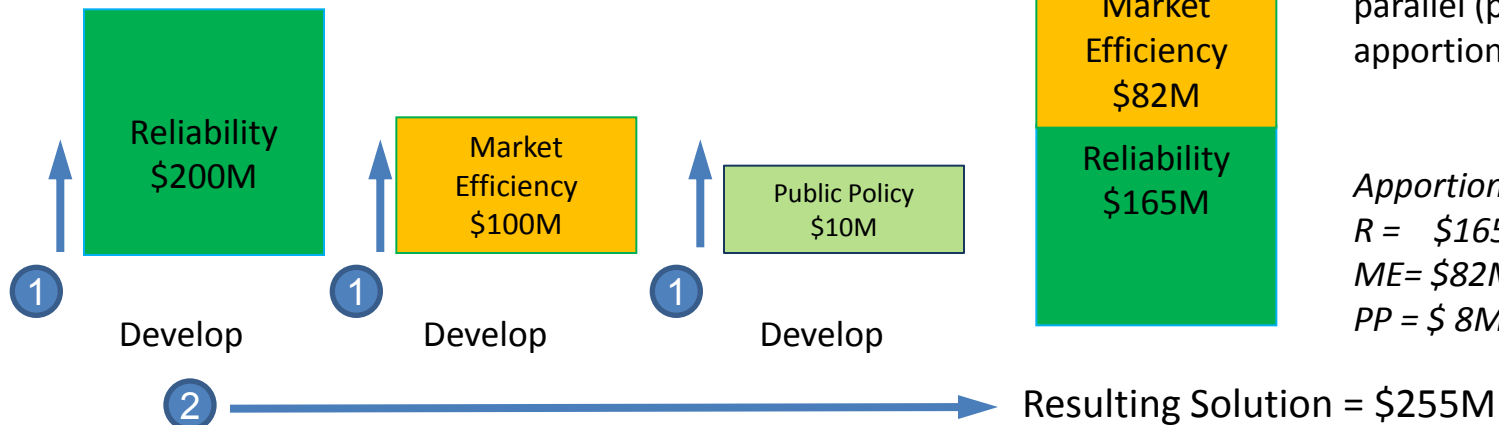 Reliability
$200M
Market
Efficiency
$100M
Public Policy
$10M
1
1
1
Develop
Develop
Develop
2
Market
Efficiency
$82M
Reliability
$165M
parallel (p
apportion
Apportion
R = $165
ME= $82M
PP = $ 8M
Resulting Solution = $255M